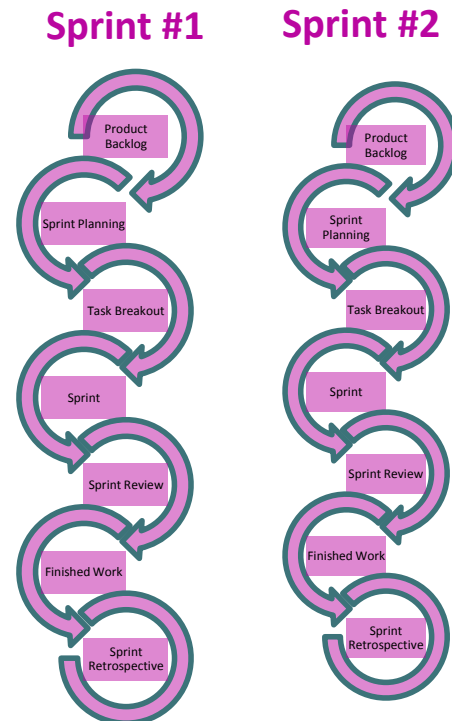 Sprint #1
Product
Backlog
Sprint Planning
Task Breakout
Sprint
Sprint Review
Finished Work
Sprint
Retrospective
Sprint #2
Product
Backlog
Sprint
Planning
Task Breakout
Sprint
Sprint Review
Finished Work
Sprint
Retrospective